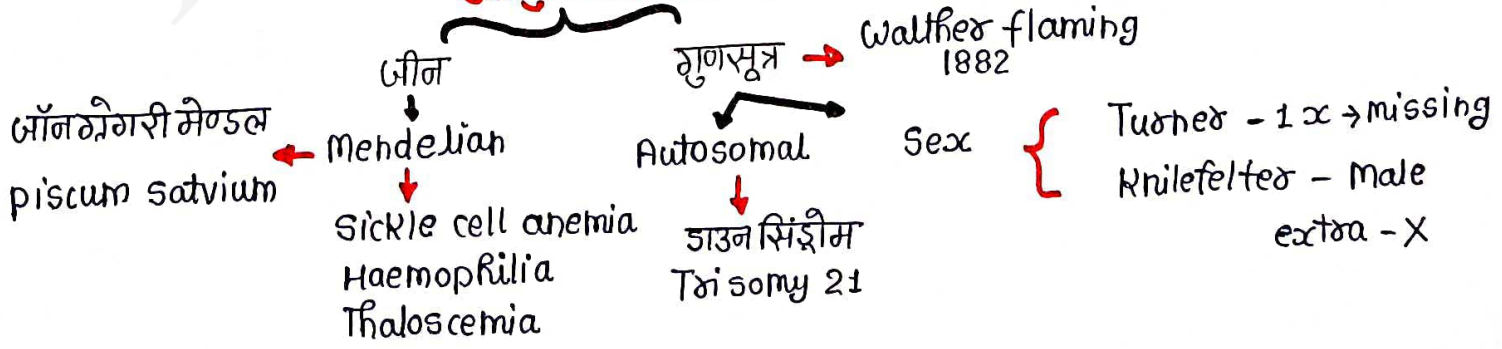 जीन
गुणसूत्र
Walther flaming
1882
जॉन ग्रेगरी मेण्डल
piscum satvium
Mendelian
Autosomal
Sex
Turner - 1x → missing
Knilefelter - Male
extra - X
Sickle cell anemia
Haemophilia
Thaloscemia
डाउन सिंड्रोम
Trisomy 21